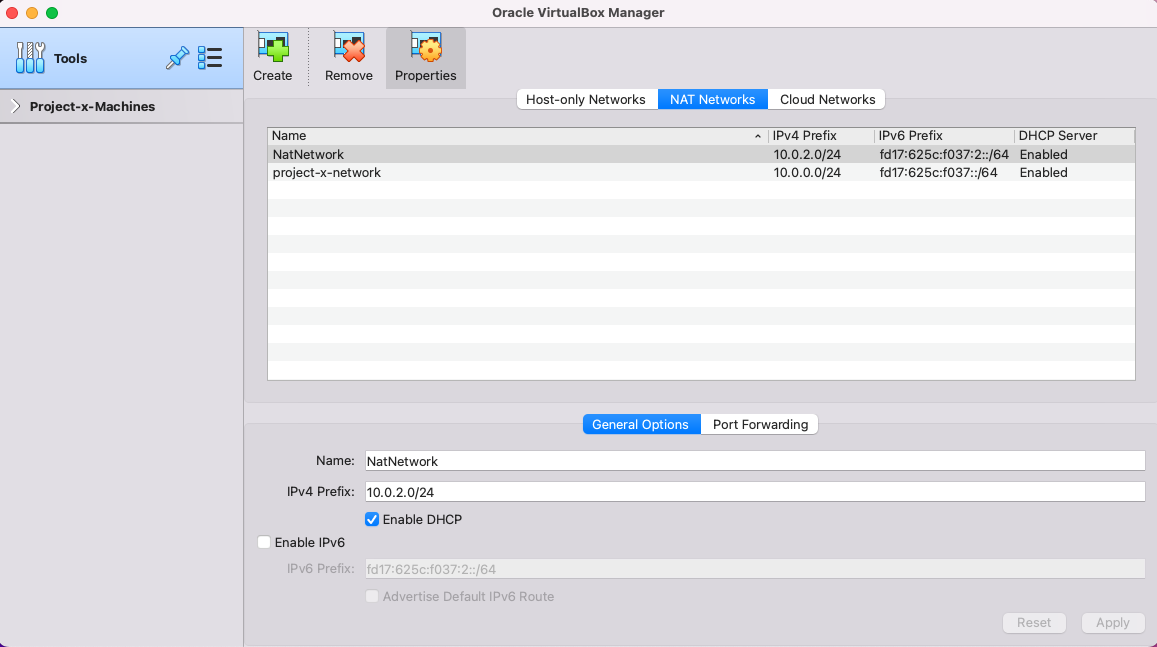 Oracle VirtualBox Manager
Tools
Project-x-Machines
Create Remove Properties
Host-only Networks NAT Networks Cloud Networks
Name IPv4 Prefix IPv6 Prefix DHCP Server
NatNetwork 10.0.2.0/24 fd17:625c:f037:2::/64 Enabled
project-x-network 10.0.0.0/24 fd17:625c:f037::/64 Enabled
General Options Port Forwarding
Name: NatNetwork
IPv4 Prefix: 10.0.2.0/24
Enable DHCP
Enable IPv6
IPv6 Prefix: fd17:625c:f037:2::/64
Advertise Default IPv6 Route
Reset Apply